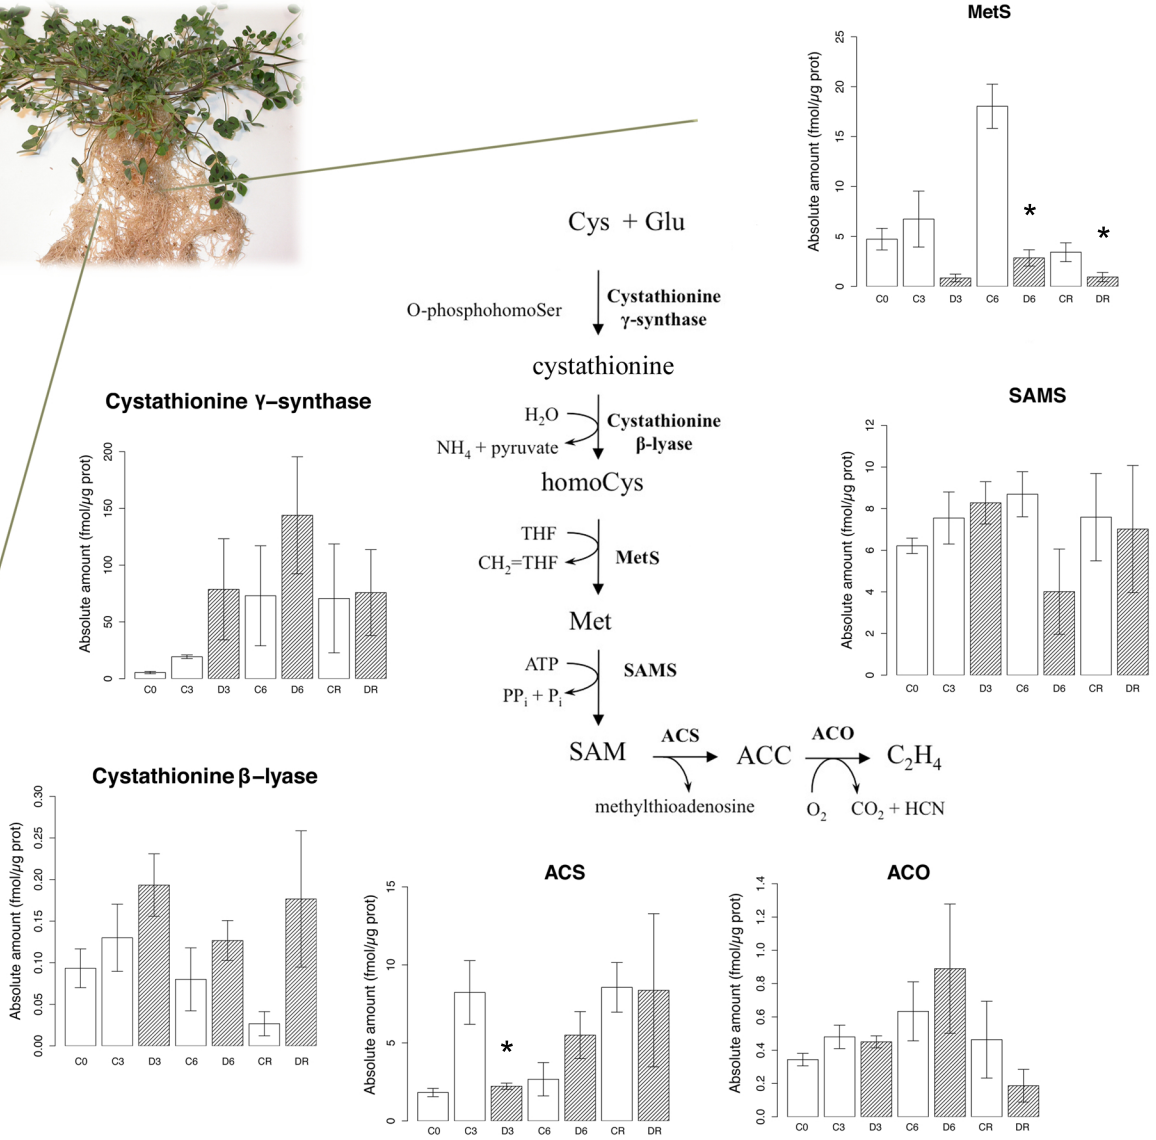 MetS
Absolute amount (fmol/µg prot)
25
20
15
10
5
0
*
*
C0 C3 D3 C6 D6 CR DR
Cys + Glu
O-phosphohomoSer
Cystathionine
γ-synthase
cystathionine
H2O
NH4 + pyruvate
Cystathionine
β-lyase
homoCys
THF
CH2=THF
MetS
Met
ATP
PPi + Pi
SAMS
SAM
ACS
methylthioadenosine
ACC
ACO
O2
CO2 + HCN
C2H4
Cystathionine γ–synthase
Absolute amount (fmol/µg prot)
200
150
100
50
0
C0 C3 D3 C6 D6 CR DR
SAMS
Absolute amount (fmol/µg prot)
12
10
8
6
4
2
0
C0 C3 D3 C6 D6 CR DR
Cystathionine β–lyase
Absolute amount (fmol/µg prot)
0.30
0.25
0.20
0.15
0.10
0.05
0.00
C0 C3 D3 C6 D6 CR DR
ACS
Absolute amount (fmol/µg prot)
15
10
5
0
*
C0 C3 D3 C6 D6 CR DR
ACO
Absolute amount (fmol/µg prot)
1.4
1.2
1.0
0.8
0.6
0.4
0.2
0.0
C0 C3 D3 C6 D6 CR DR